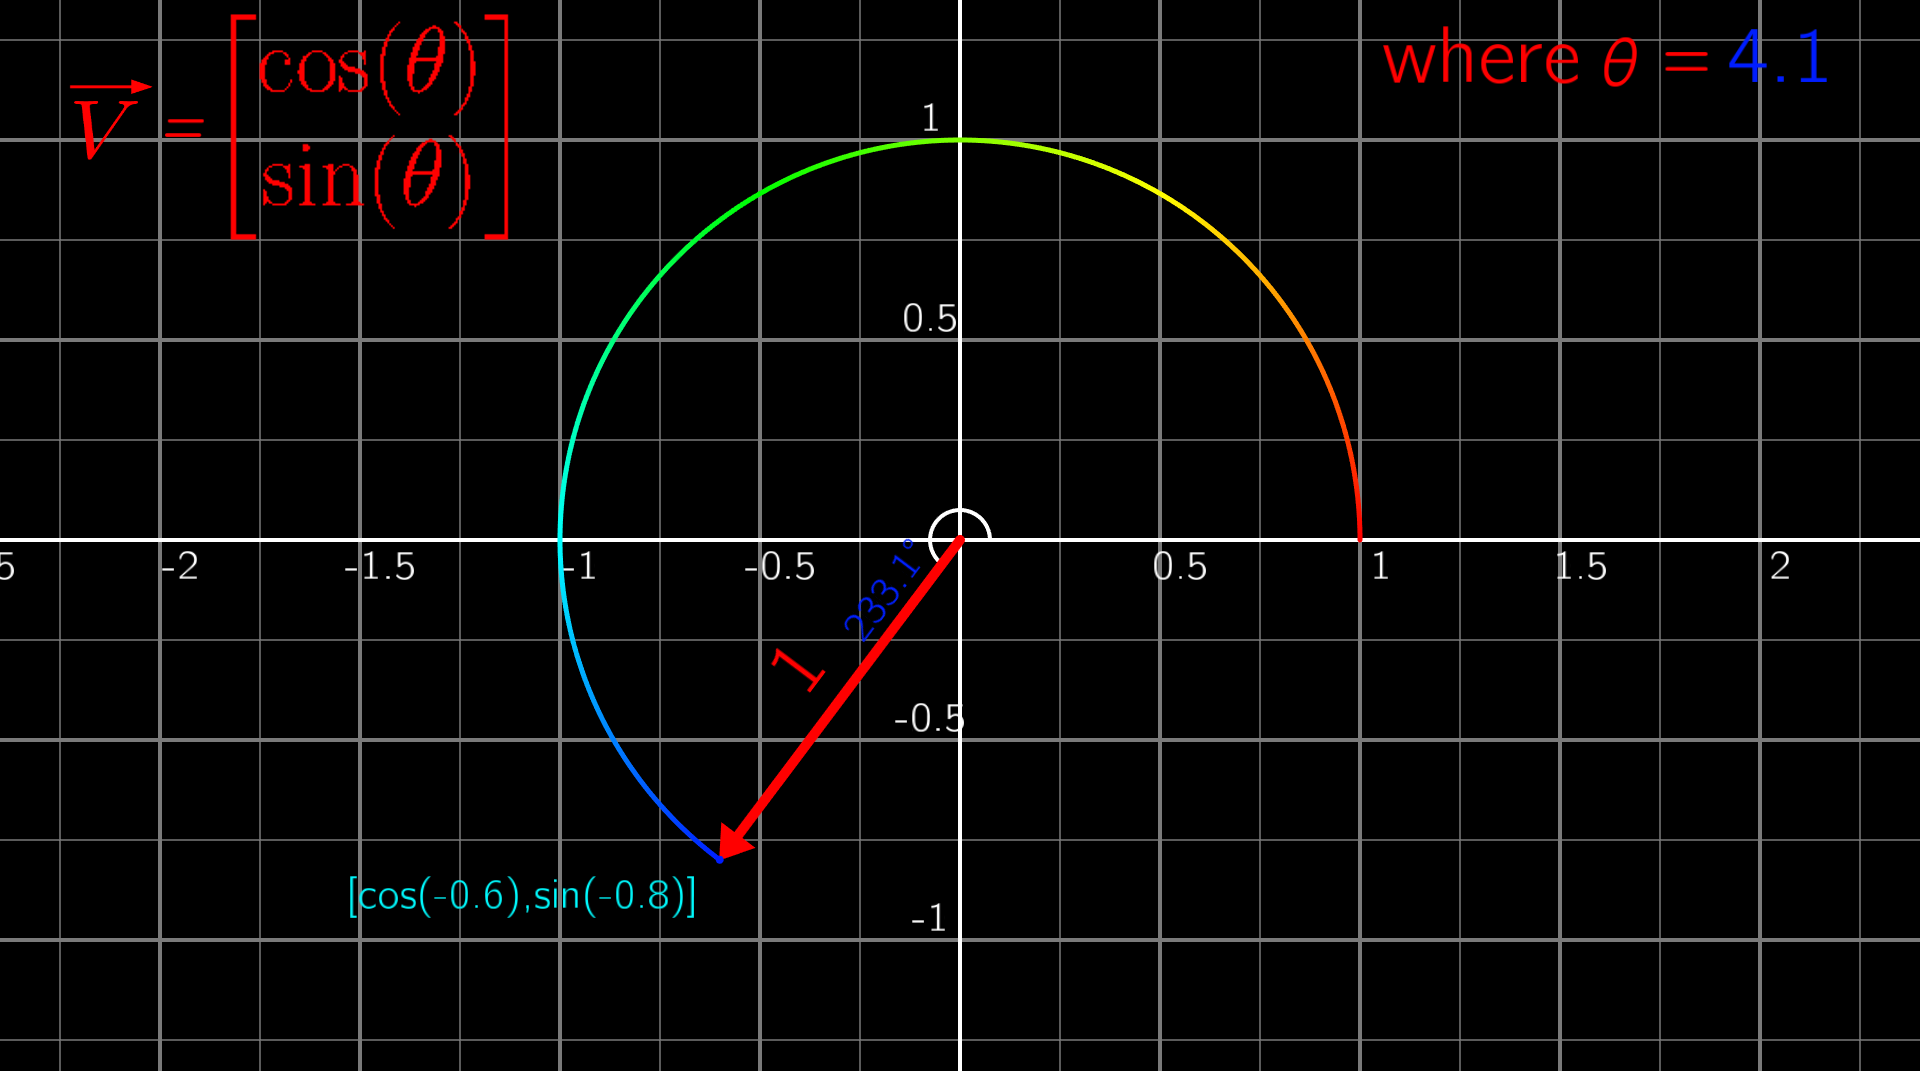 V = [cos(θ)
sin(θ)]
where θ = 4.1
1
0.5
5 -2 -1.5 -1 -0.5 0.5 1 1.5 2
233.1°
1
-0.5
[cos(-0.6),sin(-0.8)]
-1